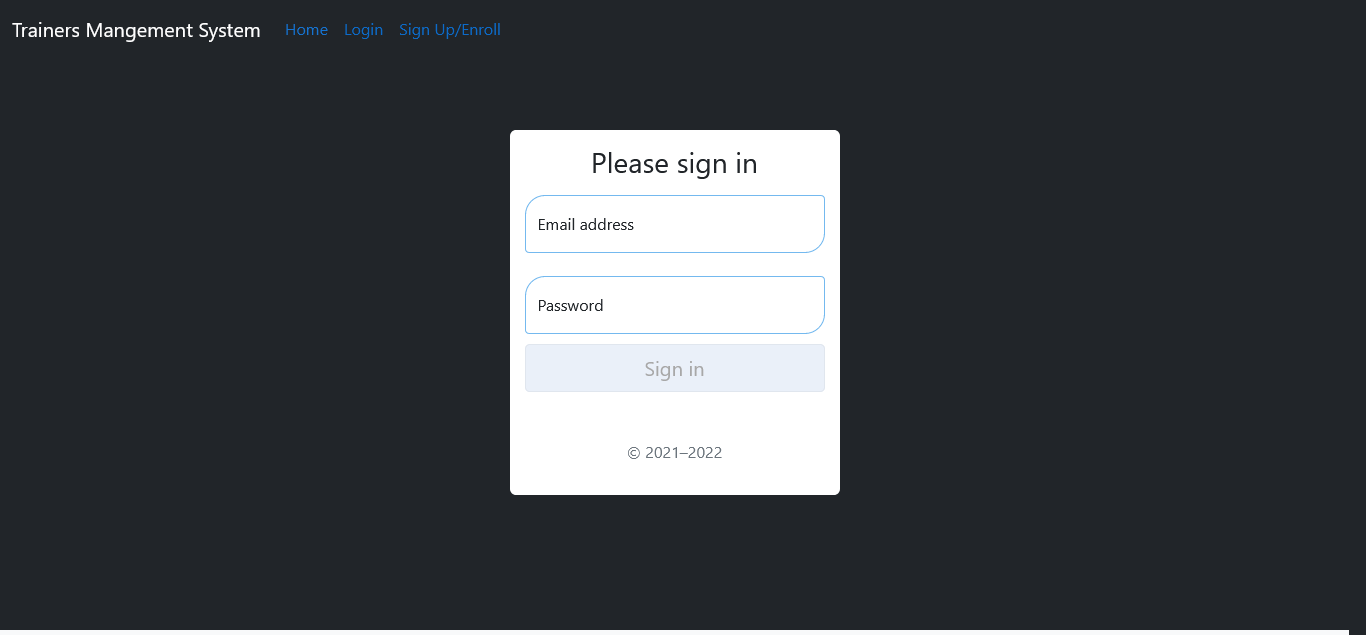 Trainers Mangement System Home Login Sign Up/Enroll
Please sign in
Email address
Password
Sign in
© 2021–2022